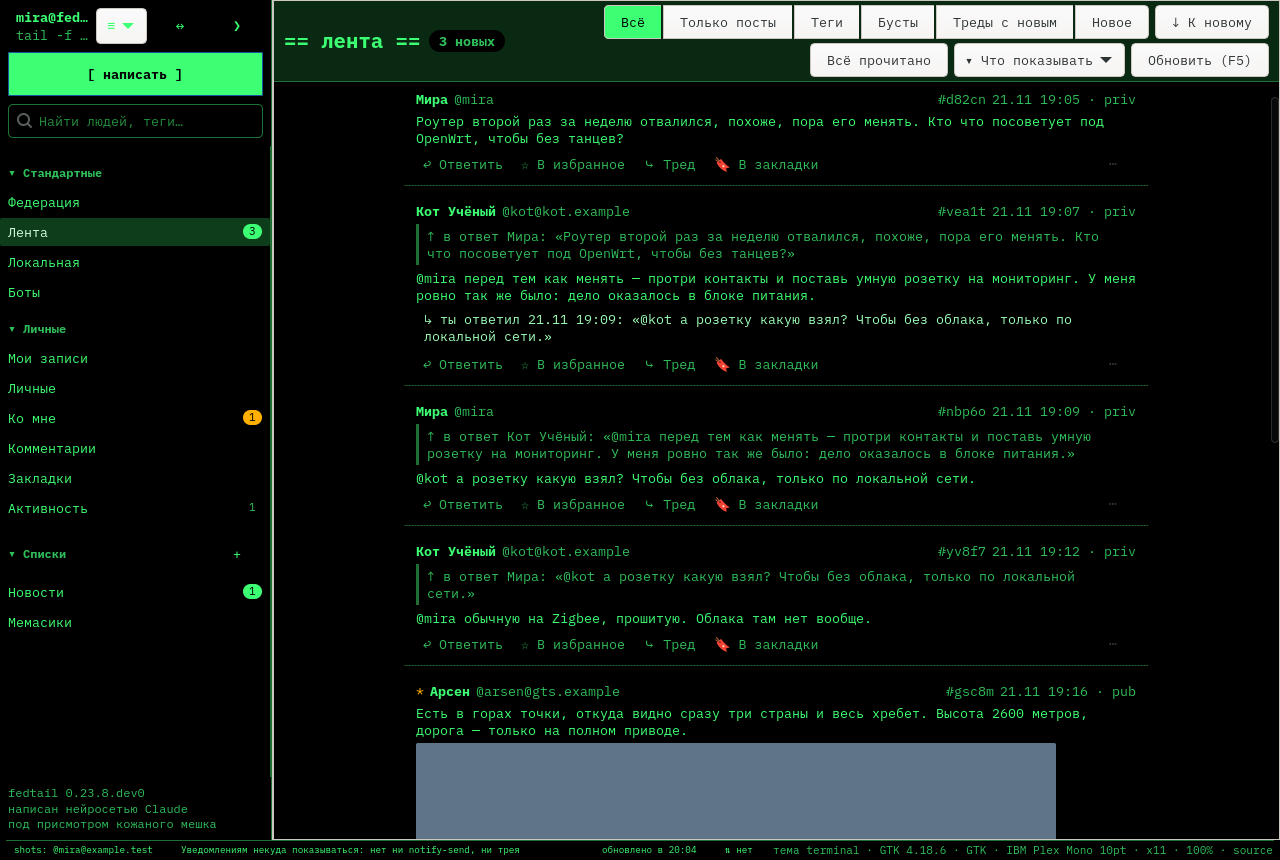 mira@fed…
tail -f …
≡
↔
❯
[ написать ]
Найти людей, теги…
▾ Стандартные
Федерация
Лента 3
Локальная
Боты
▾ Личные
Мои записи
Личные
Ко мне 1
Комментарии
Закладки
Активность 1
▾ Списки +
Новости 1
Мемасики
fedtail 0.23.8.dev0
написан нейросетью Claude
под присмотром кожаного мешка
== лента == 3 новых
Всё Только посты Теги Бусты Треды с новым Новое ↓ К новому
Всё прочитано ▾ Что показывать Обновить (F5)
Мира @mira #d82cn 21.11 19:05 · priv
Роутер второй раз за неделю отвалился, похоже, пора его менять. Кто что посоветует под
OpenWrt, чтобы без танцев?
↩ Ответить ☆ В избранное ⤷ Тред 🔖 В закладки ⋯
Кот Учёный @kot@kot.example #vea1t 21.11 19:07 · priv
↑ в ответ Мира: «Роутер второй раз за неделю отвалился, похоже, пора его менять. Кто
что посоветует под OpenWrt, чтобы без танцев?»
@mira перед тем как менять — протри контакты и поставь умную розетку на мониторинг. У меня
ровно так же было: дело оказалось в блоке питания.
↳ ты ответил 21.11 19:09: «@kot а розетку какую взял? Чтобы без облака, только по
локальной сети.»
↩ Ответить ☆ В избранное ⤷ Тред 🔖 В закладки ⋯
Мира @mira #nbp6o 21.11 19:09 · priv
↑ в ответ Кот Учёный: «@mira перед тем как менять — протри контакты и поставь умную
розетку на мониторинг. У меня ровно так же было: дело оказалось в блоке питания.»
@kot а розетку какую взял? Чтобы без облака, только по локальной сети.
↩ Ответить ☆ В избранное ⤷ Тред 🔖 В закладки ⋯
Кот Учёный @kot@kot.example #yv8f7 21.11 19:12 · priv
↑ в ответ Мира: «@kot а розетку какую взял? Чтобы без облака, только по локальной
сети.»
@mira обычную на Zigbee, прошитую. Облака там нет вообще.
↩ Ответить ☆ В избранное ⤷ Тред 🔖 В закладки ⋯
★ Арсен @arsen@gts.example #gsc8m 21.11 19:16 · pub
Есть в горах точки, откуда видно сразу три страны и весь хребет. Высота 2600 метров,
дорога — только на полном приводе.
shots: @mira@example.test Уведомлениям некуда показываться: нет ни notify-send, ни трея обновлено в 20:04 ⇅ нет тема terminal · GTK 4.18.6 · GTK · IBM Plex Mono 10pt · x11 · 100% · source